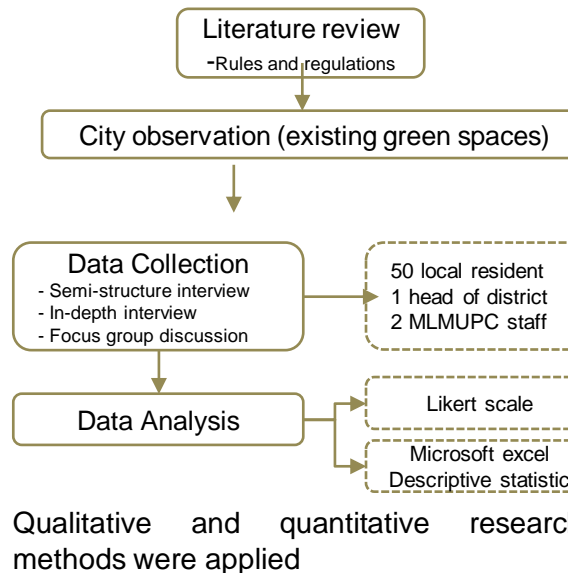 Literature review
-Rules and regulations
City observation (existing green spaces)
Data Collection
- Semi-structure interview
- In-depth interview
- Focus group discussion
50 local resident
1 head of district
2 MLMUPC staff
Data Analysis
Likert scale
Microsoft excel
Descriptive statistic
Qualitative and quantitative research
methods were applied